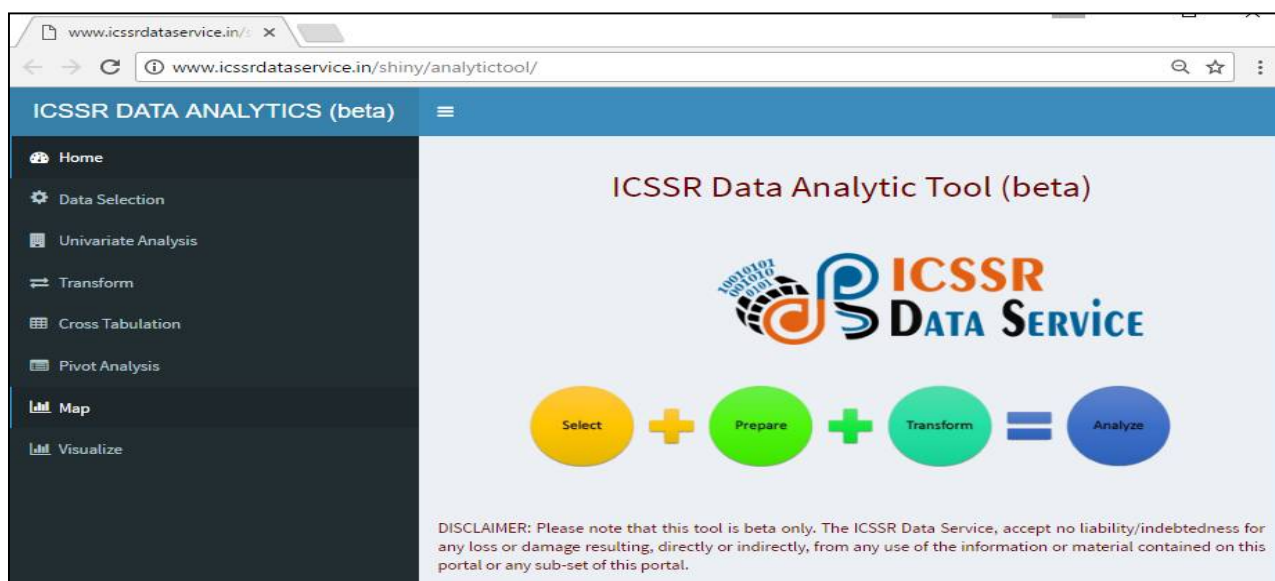 www.icssrdataservice.in/s
www.icssrdataservice.in/shiny/analytictool/
ICSSR DATA ANALYTICS (beta)
Home
Data Selection
Univariate Analysis
Transform
Cross Tabulation
Pivot Analysis
Map
Visualize
ICSSR Data Analytic Tool (beta)
10010101
001010
0101
ICSSR
DATA SERVICE
Select
Prepare
Transform
Analyze
DISCLAIMER: Please note that this tool is beta only. The ICSSR Data Service, accept no liability/indebtedness for
any loss or damage resulting, directly or indirectly, from any use of the information or material contained on this
portal or any sub-set of this portal.